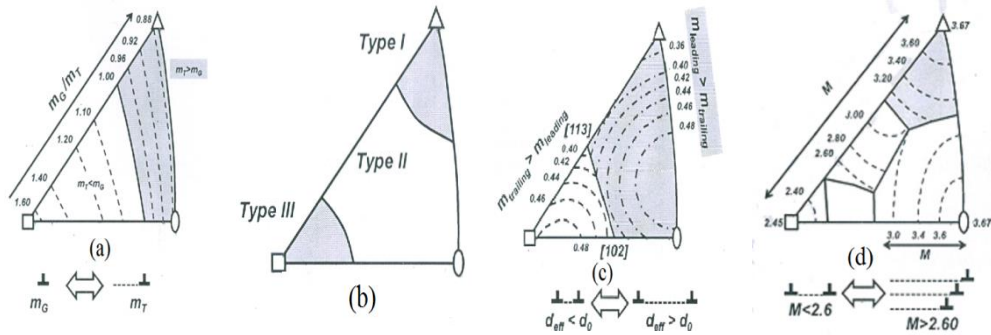 (a)
m_G/m_T
0.88
0.92
0.96
1.00
1.10
1.20
1.40
1.60
m_T>m_G
m_T<m_G
m_G
m_T
(b)
Type I
Type II
Type III
(c)
m_leading > m_trailing
m_trailing > m_leading
[113]
0.36
0.40
0.42
0.44
0.46
0.48
0.40
0.42
0.44
0.46
0.48
[102]
d_eff < d_0
d_eff > d_0
(d)
M
3.67
3.60
3.40
3.20
3.00
2.80
2.60
2.40
2.45
3.67
3.0
3.4
3.6
M
M<2.6
M>2.60